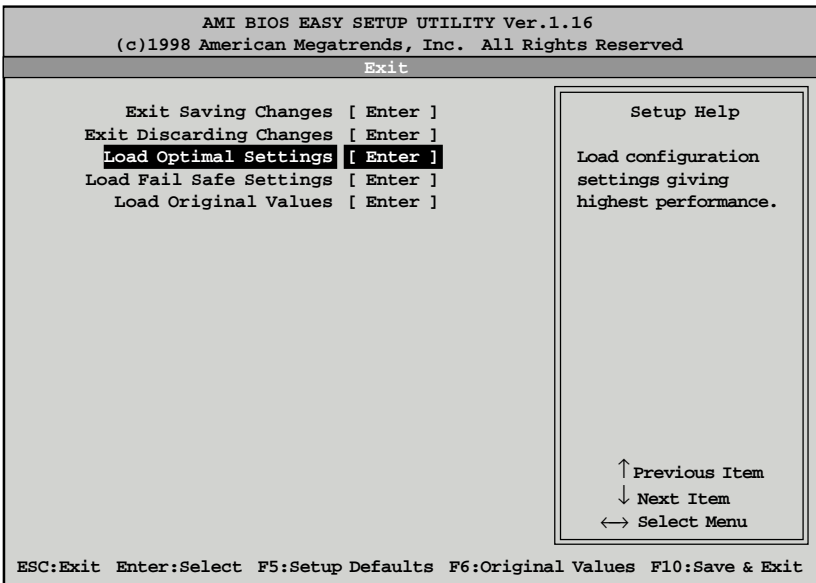 AMI BIOS EASY SETUP UTILITY Ver.1.16
(c)1998 American Megatrends, Inc. All Rights Reserved
Exit
Exit Saving Changes [ Enter ]
Exit Discarding Changes [ Enter ]
Load Optimal Settings [ Enter ]
Load Fail Safe Settings [ Enter ]
Load Original Values [ Enter ]
Setup Help
Load configuration
settings giving
highest performance.
↑ Previous Item
↓ Next Item
↔ Select Menu
ESC:Exit Enter:Select F5:Setup Defaults F6:Original Values F10:Save & Exit